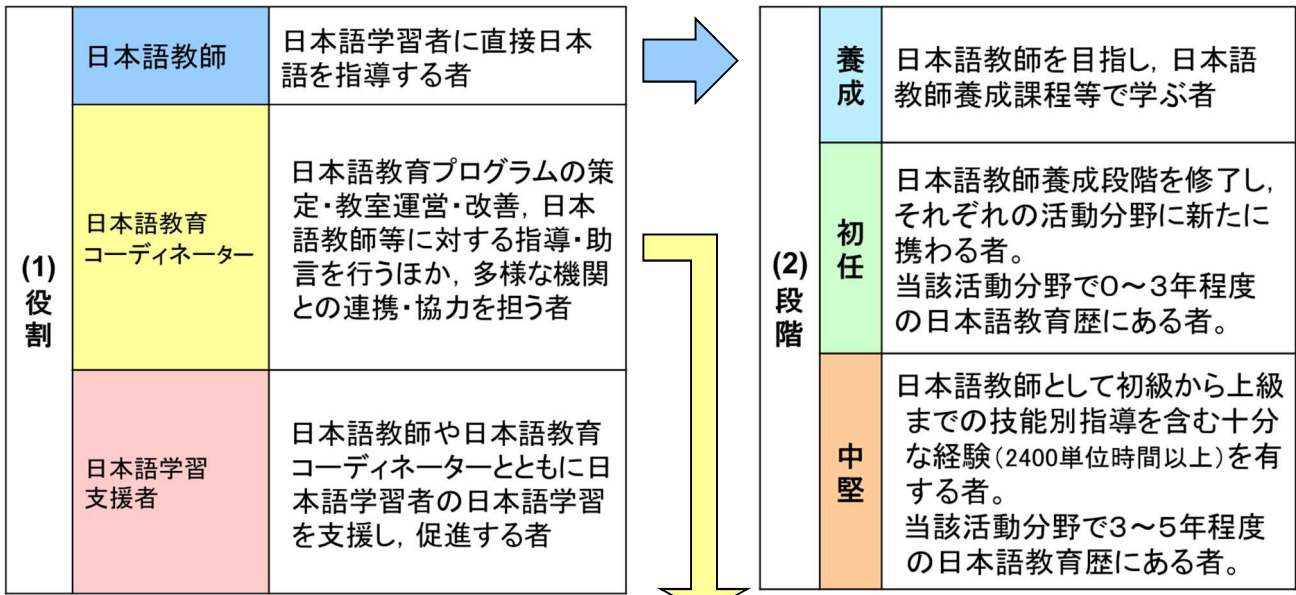 (1)
役
割
日本語教師
日本語学習者に直接日本
語を指導する者
日本語教育
コーディネーター
日本語教育プログラムの策
定・教室運営・改善，日本
語教師等に対する指導・助
言を行うほか，多様な機関
との連携・協力を担う者
日本語学習
支援者
日本語教師や日本語教育
コーディネーターとともに日
本語学習者の日本語学習
を支援し，促進する者
(2)
段
階
養
成
日本語教師を目指し，日本語
教師養成課程等で学ぶ者
初
任
日本語教師養成段階を修了し，
それぞれの活動分野に新たに
携わる者。
当該活動分野で０～３年程度
の日本語教育歴にある者。
中
堅
日本語教師として初級から上級
までの技能別指導を含む十分
な経験（2400単位時間以上）を有
する者。
当該活動分野で３～５年程度
の日本語教育歴にある者。